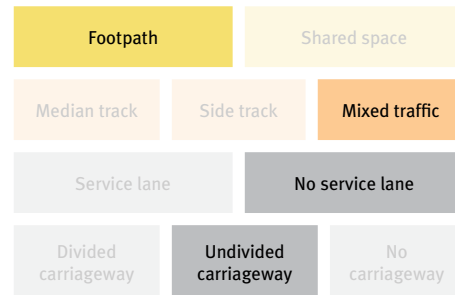 Footpath
Shared space
Median track
Side track
Mixed traffic
Service lane
No service lane
Divided
carriageway
Undivided
carriageway
No
carriageway